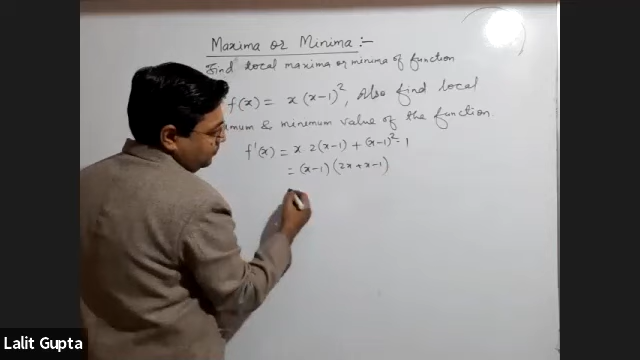 Maxima or Minima :-
Find local maxima or minima of function
f(x) = x (x-1)², Also find local
mum & minimum value of the function.
f'(x) = x 2(x-1) + (x-1)² · 1
= (x-1) (2x + x-1)
=
Lalit Gupta